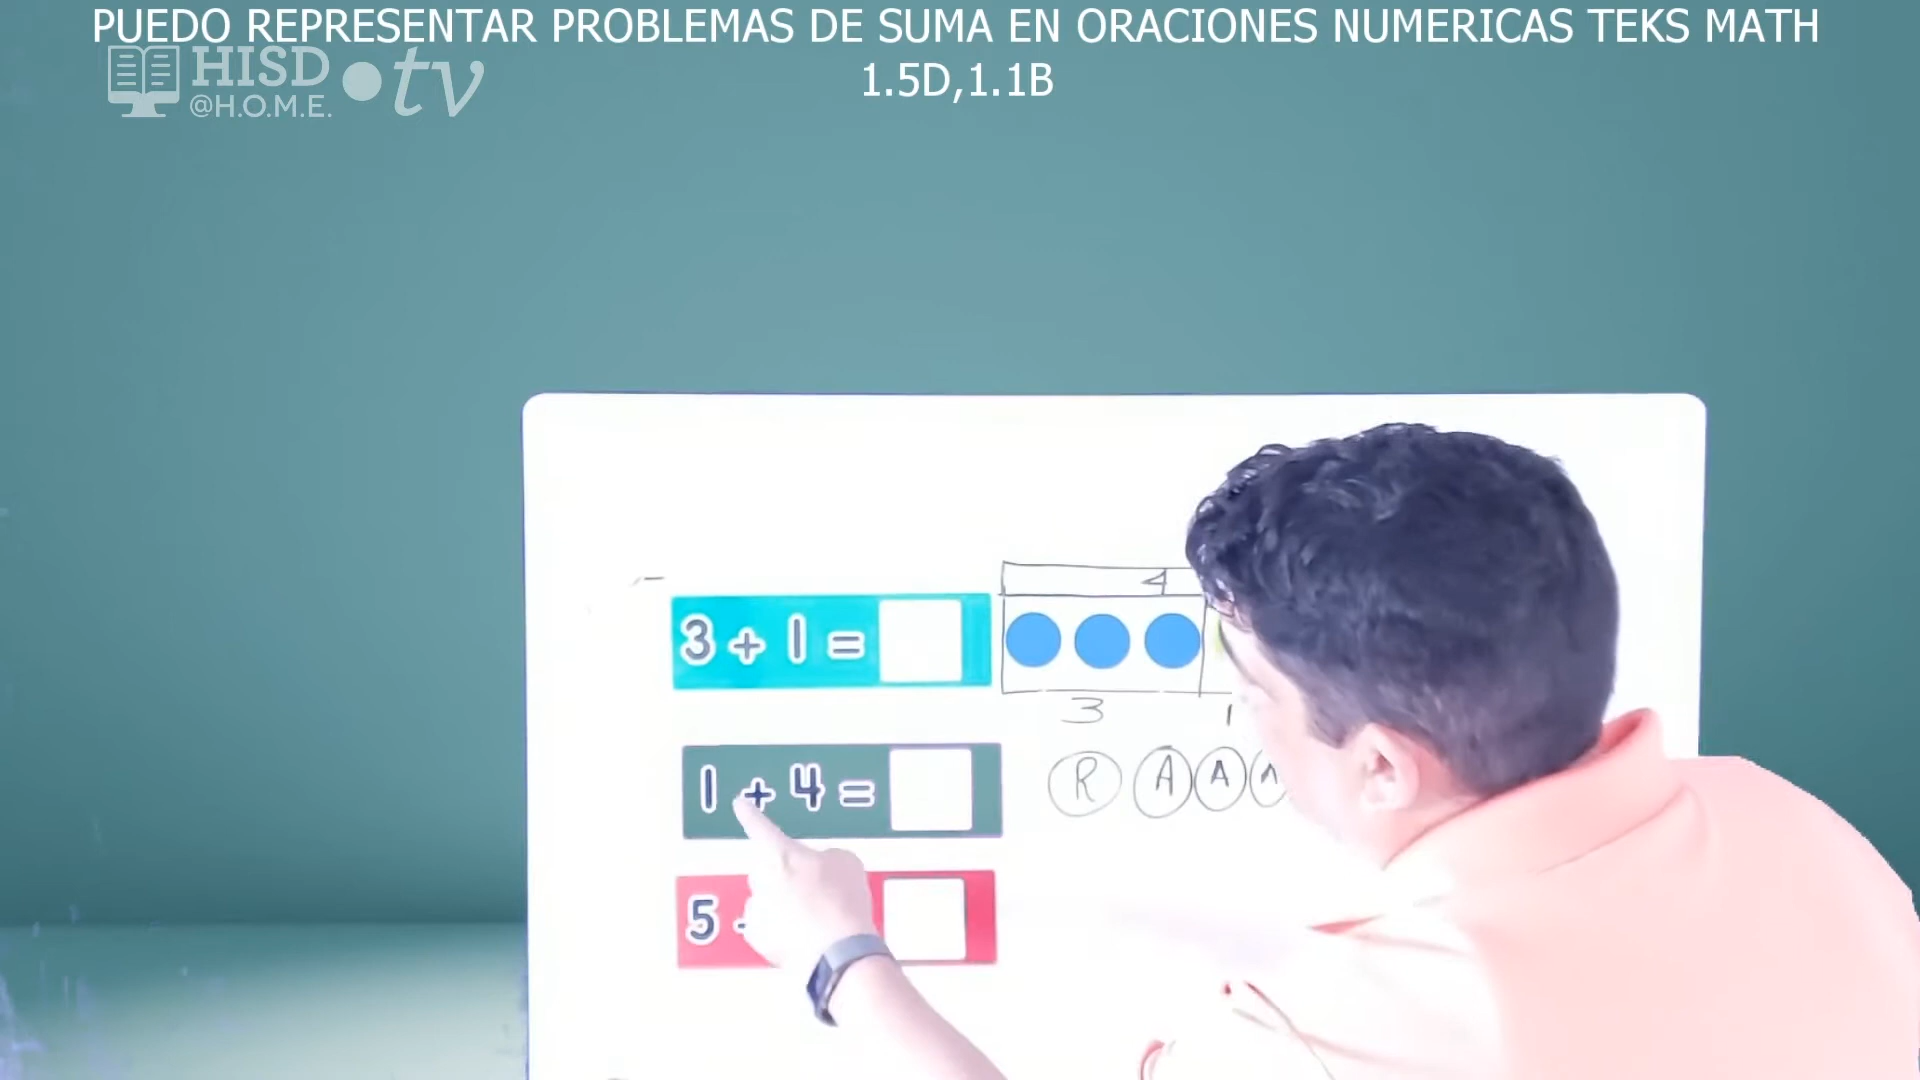 PUEDO REPRESENTAR PROBLEMAS DE SUMA EN ORACIONES NUMERICAS TEKS MATH
1.5D,1.1B
HISD
@H.O.M.E.
tv
4
3 + 1 =
3 1
1 + 4 =
R A A A
5